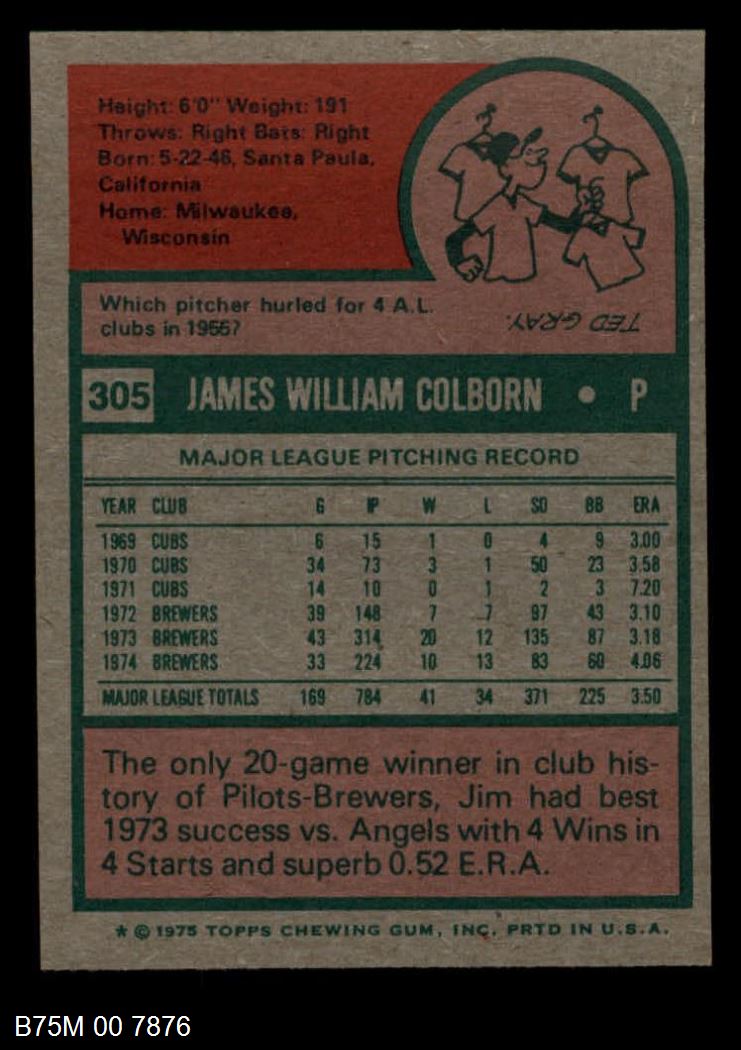 Height: 6'0" Weight: 191
Throws: Right Bats: Right
Born: 5-22-46, Santa Paula,
California
Home: Milwaukee,
Wisconsin
Which pitcher hurled for 4 A.L.
clubs in 1955?
TED GRAY.
305 JAMES WILLIAM COLBORN • P
MAJOR LEAGUE PITCHING RECORD
YEAR CLUB G IP W L SO BB ERA
1969 CUBS 6 15 1 0 4 9 3.00
1970 CUBS 34 73 3 1 50 23 3.58
1971 CUBS 14 10 0 1 2 3 7.20
1972 BREWERS 39 148 7 7 97 43 3.10
1973 BREWERS 43 314 20 12 135 87 3.18
1974 BREWERS 33 224 10 13 83 60 4.06
MAJOR LEAGUE TOTALS 169 784 41 34 371 225 3.50
The only 20-game winner in club his-
tory of Pilots-Brewers, Jim had best
1973 success vs. Angels with 4 Wins in
4 Starts and superb 0.52 E.R.A.
* © 1975 TOPPS CHEWING GUM, INC. PRTD IN U.S.A.
B75M 00 7876